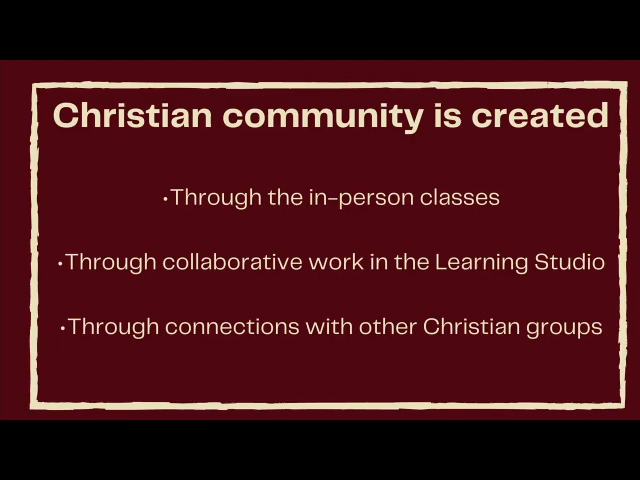 Christian community is created
•Through the in-person classes
•Through collaborative work in the Learning Studio
•Through connections with other Christian groups